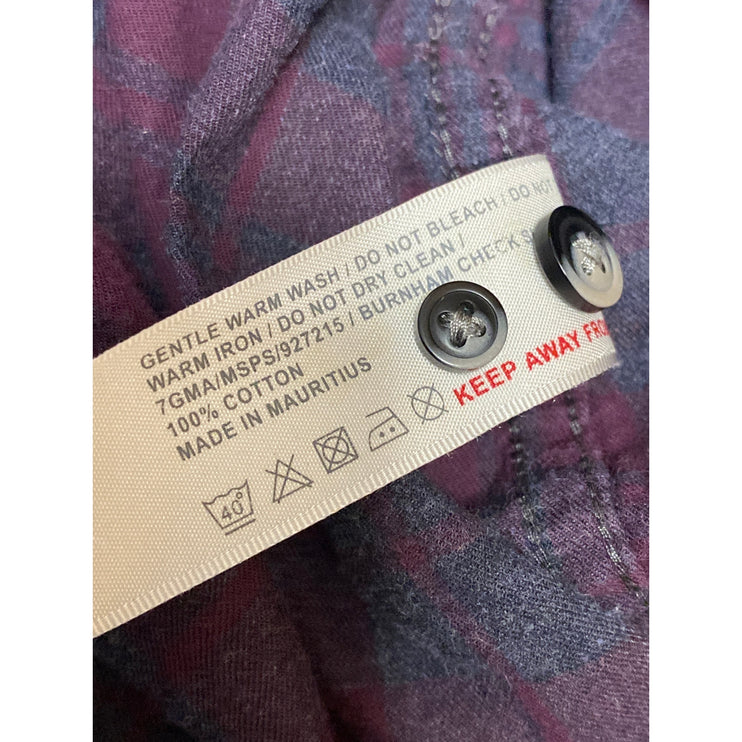 GENTLE WARM WASH / DO NOT BLEACH / DO NOT
WARM IRON / DO NOT DRY CLEAN /
7GMA/MSPS/927215 / BURNHAM CHECK
100% COTTON
MADE IN MAURITIUS
40°
KEEP AWAY